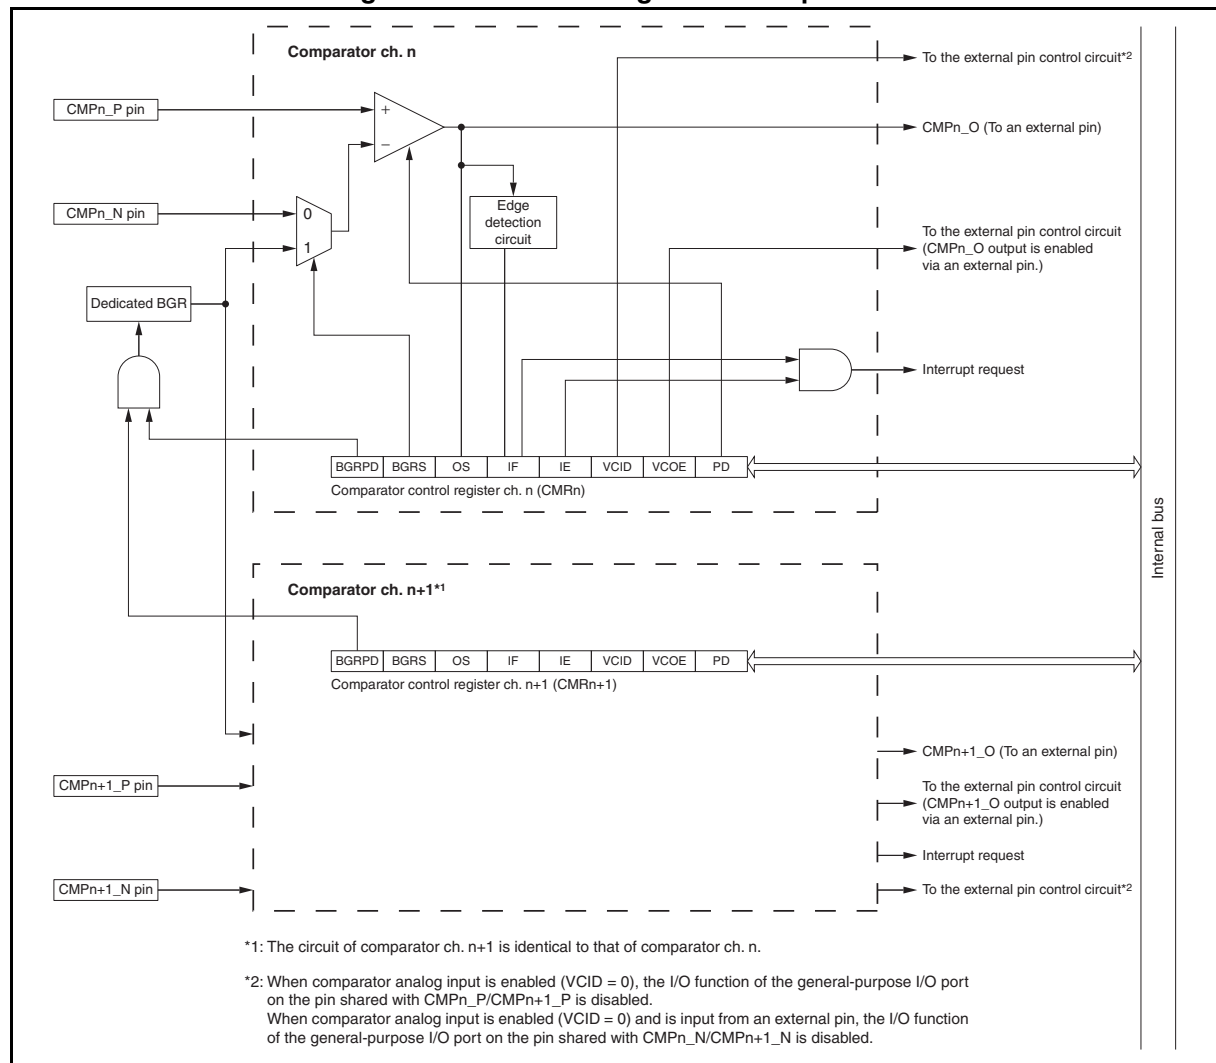 Comparator ch. n
To the external pin control circuit*2
CMPn_P pin
+
−
CMPn_O (To an external pin)
CMPn_N pin
0
1
Edge
detection
circuit
To the external pin control circuit
(CMPn_O output is enabled
via an external pin.)
Dedicated BGR
Interrupt request
BGRPD BGRS OS IF IE VCID VCOE PD
Comparator control register ch. n (CMRn)
Internal bus
Comparator ch. n+1*1
BGRPD BGRS OS IF IE VCID VCOE PD
Comparator control register ch. n+1 (CMRn+1)
CMPn+1_O (To an external pin)
CMPn+1_P pin
To the external pin control circuit
(CMPn+1_O output is enabled
via an external pin.)
Interrupt request
CMPn+1_N pin
To the external pin control circuit*2
*1: The circuit of comparator ch. n+1 is identical to that of comparator ch. n.
*2: When comparator analog input is enabled (VCID = 0), the I/O function of the general-purpose I/O port
on the pin shared with CMPn_P/CMPn+1_P is disabled.
When comparator analog input is enabled (VCID = 0) and is input from an external pin, the I/O function
of the general-purpose I/O port on the pin shared with CMPn_N/CMPn+1_N is disabled.